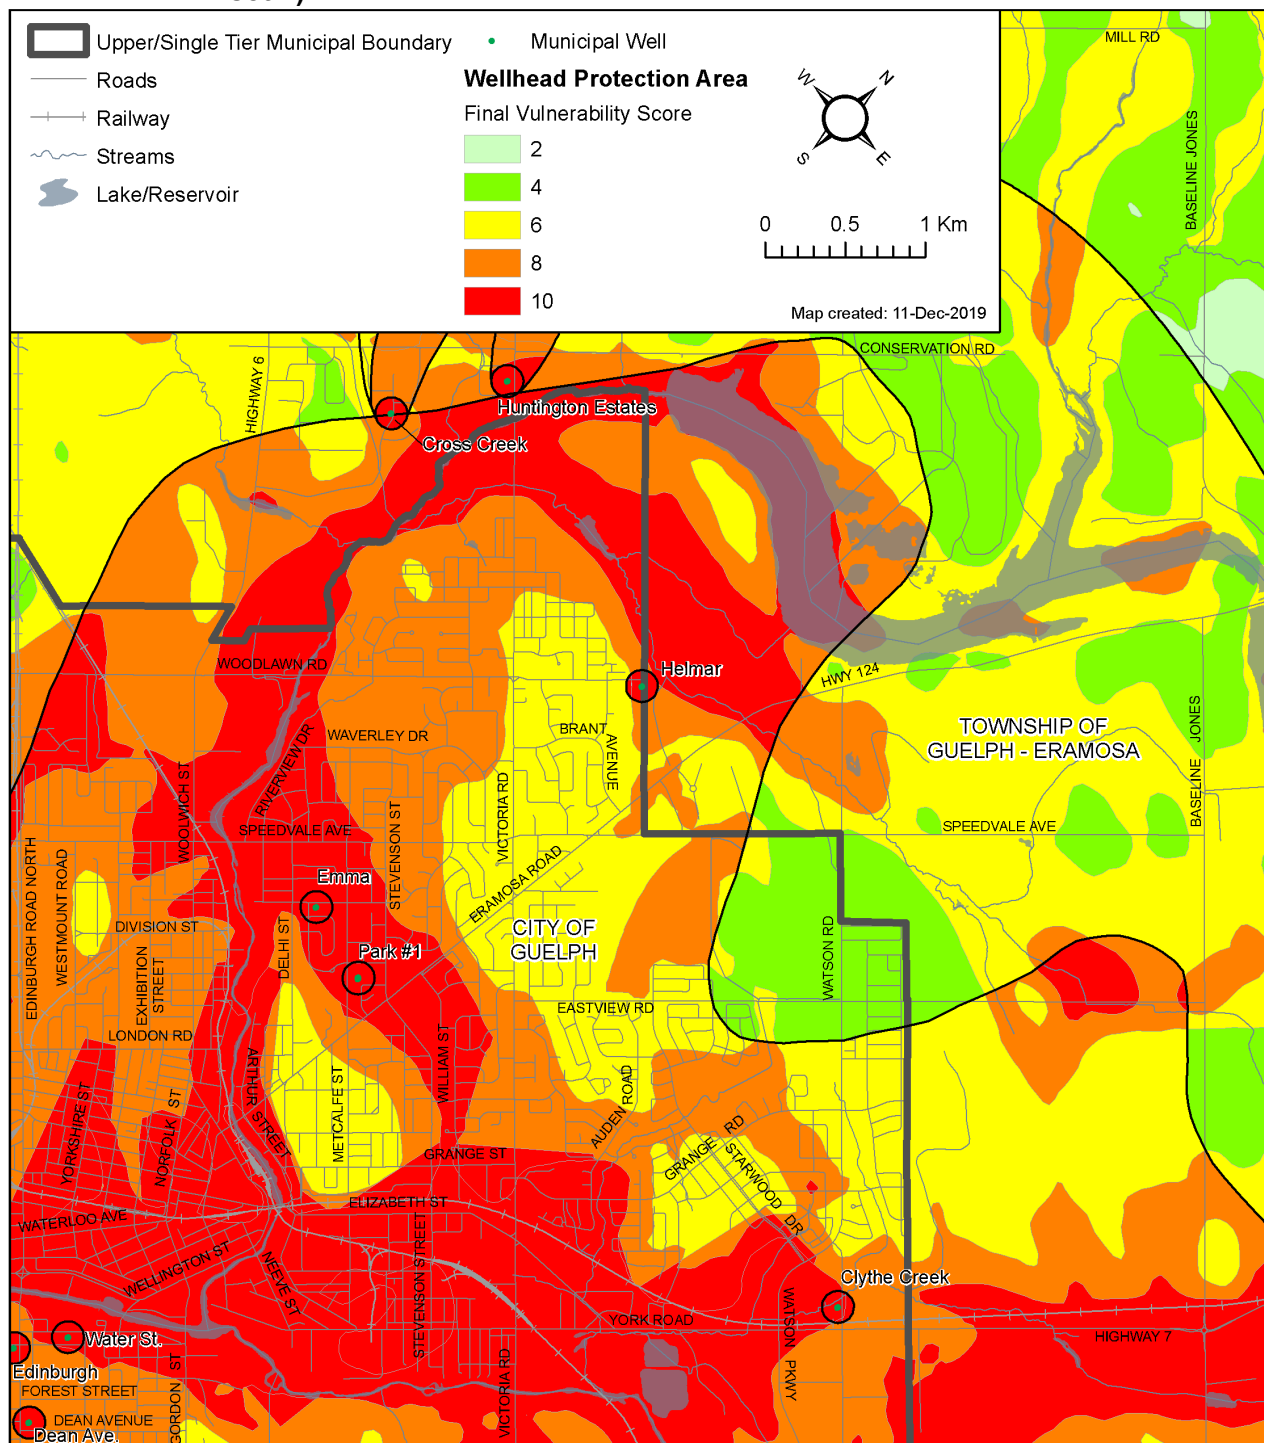 Upper/Single Tier Municipal Boundary
Roads
Railway
Streams
Lake/Reservoir
Municipal Well
Wellhead Protection Area
Final Vulnerability Score
2
4
6
8
10
W N
S E
0 0.5 1 Km
Map created: 11-Dec-2019
MILL RD
BASELINE JONES
CONSERVATION RD
HIGHWAY 6
Huntington Estates
Cross Creek
WOODLAWN RD
Helmar
HWY 124
BRANT
AVENUE
WAVERLEY DR
RIVERVIEW DR
TOWNSHIP OF
GUELPH - ERAMOSA
BASELINE JONES
WOOLWICH ST
STEVENSON ST
VICTORIA RD
SPEEDVALE AVE
SPEEDVALE AVE
EDINBURGH ROAD NORTH
WESTMOUNT ROAD
Emma
ERAMOSA ROAD
DIVISION ST
DELHI ST
CITY OF
GUELPH
Park #1
EXHIBITION
STREET
WATSON RD
EASTVIEW RD
LONDON RD
ARTHUR STREET
WILLIAM ST
METCALFE ST
AUDEN
ROAD
YORKSHIRE ST
NORFOLK ST
GRANGE ST
GRANGE RD
STARWOOD DR
ELIZABETH ST
WATERLOO AVE
WELLINGTON ST
NEEVE ST
STEVENSON STREET
Clythe Creek
YORK ROAD
WATSON PKWY
HIGHWAY 7
Water St.
Edinburgh
FOREST STREET
GORDON ST
VICTORIA RD
DEAN AVENUE
Dean Ave.